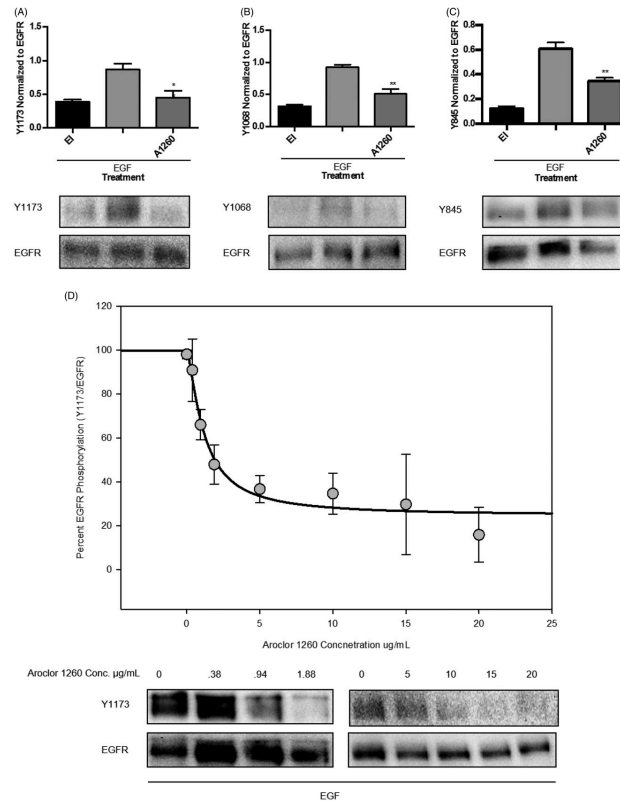 (A)
Y1173 Normalized to EGFR
1.5
1.0
0.5
0.0
*
EI
A1260
EGF
Treatment
Y1173
EGFR
(B)
Y1068 Normalized to EGFR
1.5
1.0
0.5
0.0
**
EI
A1260
EGF
Treatment
Y1068
EGFR
(C)
Y845 Normalized to EGFR
0.8
0.6
0.4
0.2
0.0
**
EI
A1260
EGF
Treatment
Y845
EGFR
(D)
Percent EGFR Phosphorylation (Y1173/EGFR)
120
100
80
60
40
20
0
0 5 10 15 20 25
Aroclor 1260 Concnetration ug/mL
Aroclor 1260 Conc. µg/mL 0 .38 .94 1.88 0 5 10 15 20
Y1173
EGFR
EGF